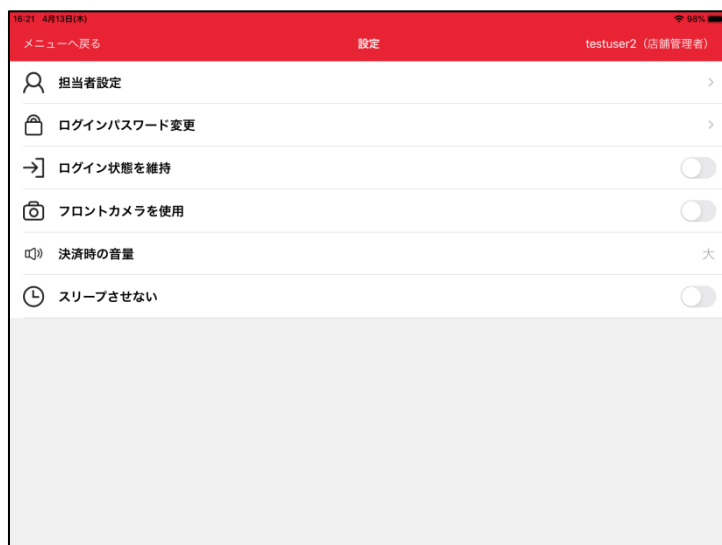 16:21 4月13日(木) 98%
メニューへ戻る 設定 testuser2（店舗管理者）
担当者設定
ログインパスワード変更
ログイン状態を維持
フロントカメラを使用
決済時の音量 大
スリープさせない